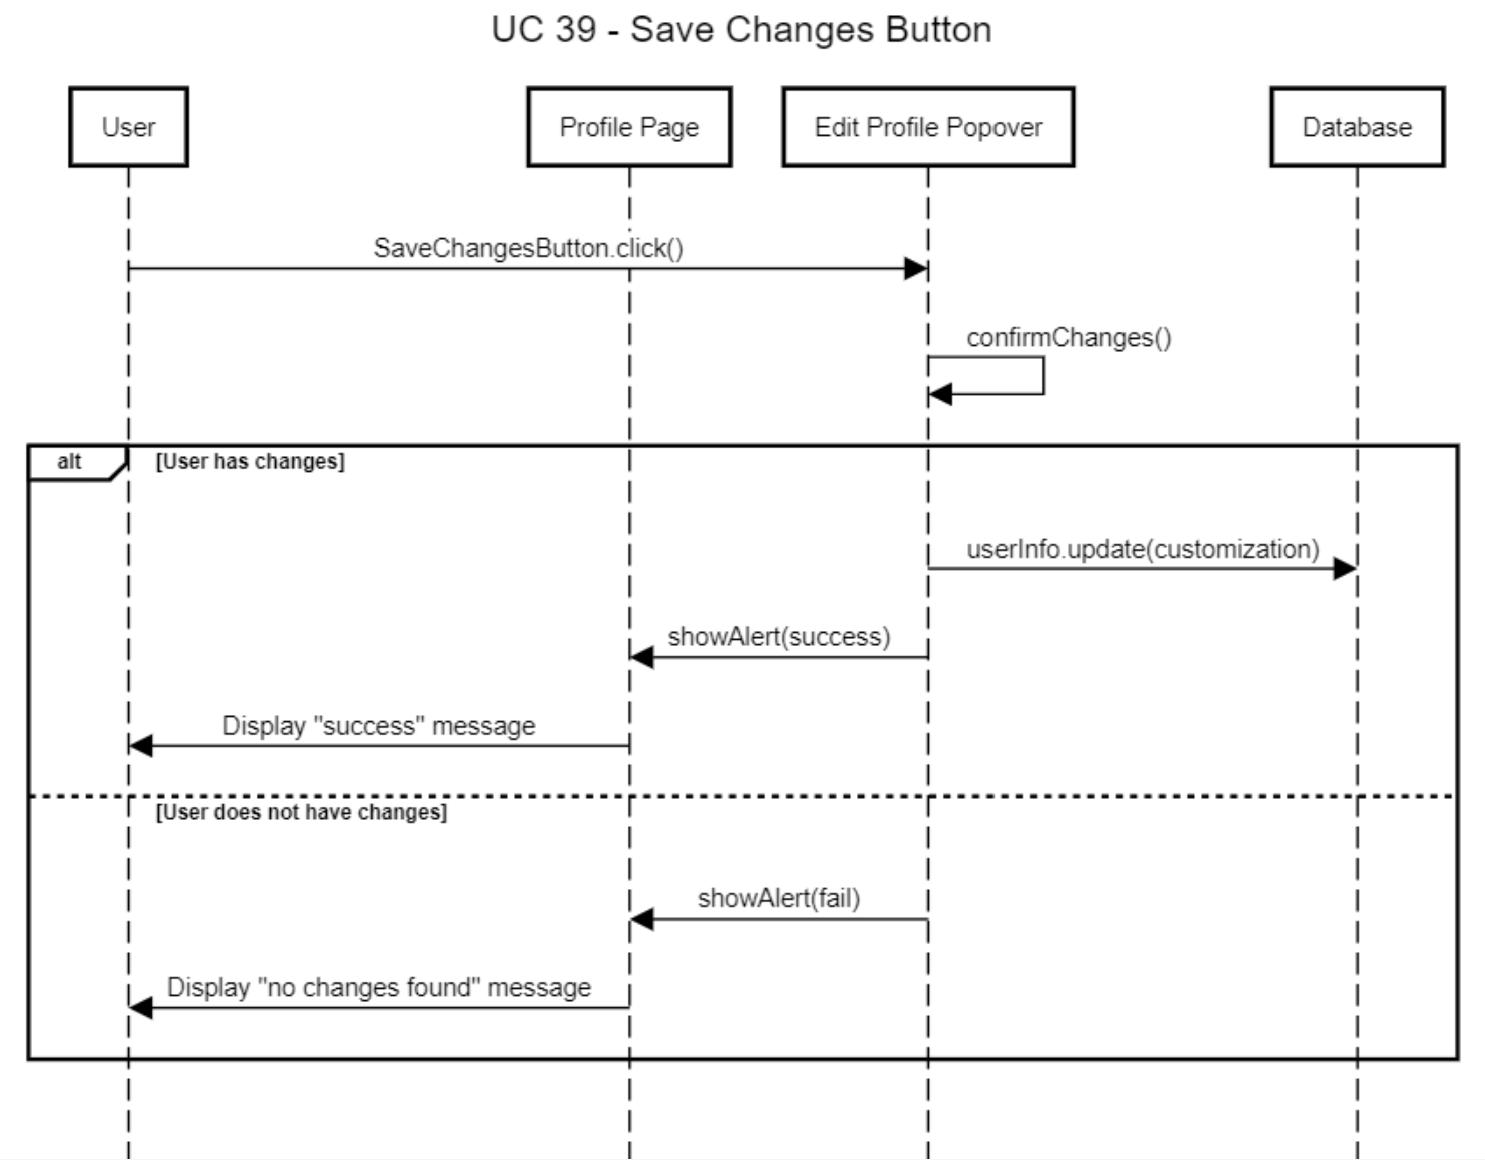 UC 39 - Save Changes Button
User
Profile Page
Edit Profile Popover
Database
SaveChangesButton.click()
confirmChanges()
alt
[User has changes]
userInfo.update(customization)
showAlert(success)
Display "success" message
[User does not have changes]
showAlert(fail)
Display "no changes found" message